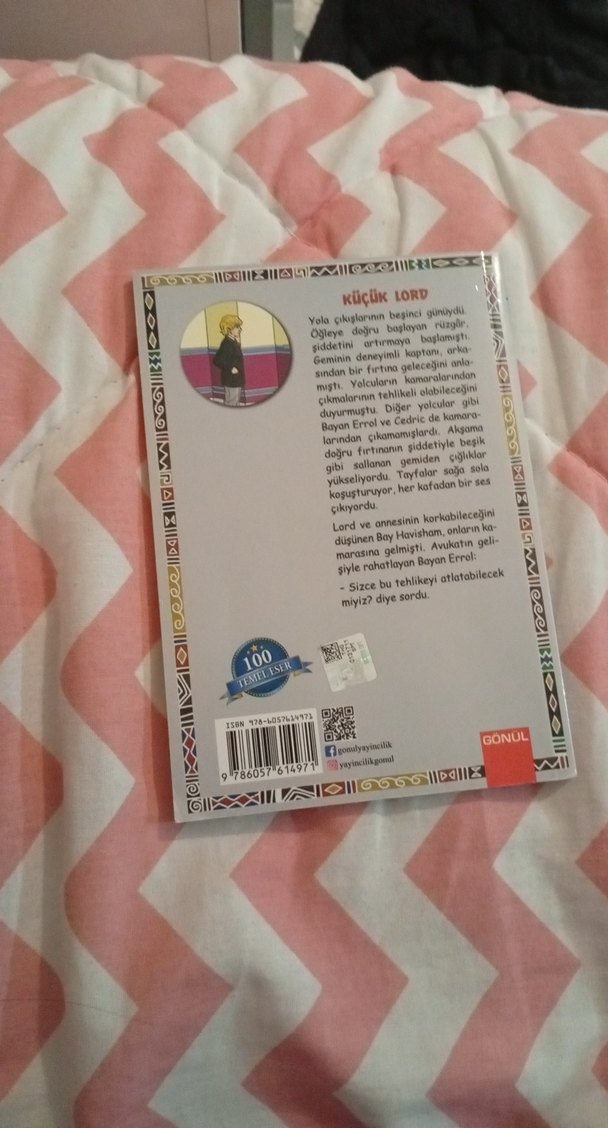 KÜÇÜK LORD
Yola çıkışlarının beşinci günüydü.
Öğleye doğru başlayan rüzgâr,
şiddetini artırmaya başlamıştı.
Geminin deneyimli kaptanı, arka-
sından bir fırtına geleceğini anla-
mıştı. Yolcuların kamaralarından
çıkmalarının tehlikeli olabileceğini
duyurmuştu. Diğer yolcular gibi
Bayan Errol ve Cedric de kamara-
larından çıkamamışlardı. Akşama
doğru fırtınanın şiddetiyle beşik
gibi sallanan gemiden çığlıklar
yükseliyordu. Tayfalar sağa sola
koşuşturuyor, her kafadan bir ses
çıkıyordu.
Lord ve annesinin korkabileceğini
düşünen Bay Havisham, onların ka-
marasına gelmişti. Avukatın geli-
şiyle rahatlayan Bayan Errol:
- Sizce bu tehlikeyi atlatabilecek
miyiz? diye sordu.
100
TEMEL ESER
ISBN 978-6057614971
9 786057 614971
gonulyayincilik
yayincilikgonul
GÖNÜL